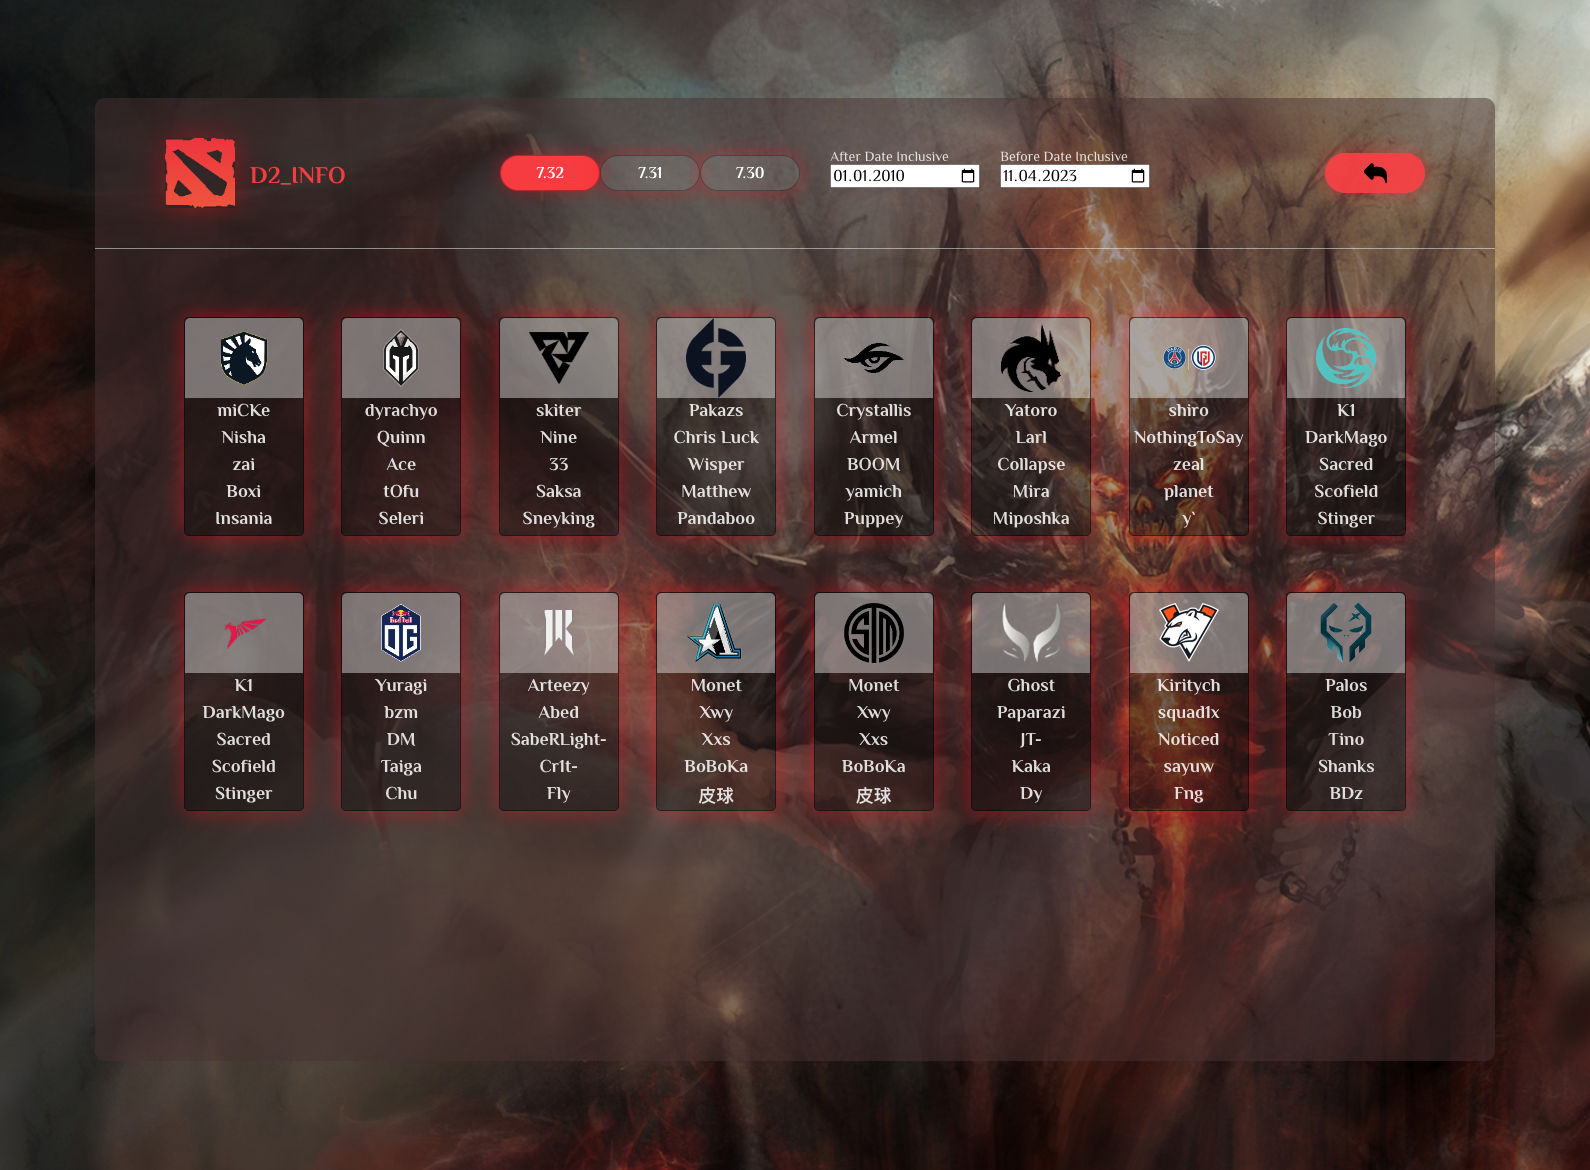 D2_INFO
7.32
7.31
7.30
After Date Inclusive
01.01.2010
Before Date Inclusive
11.04.2023
miCKe
Nisha
zai
Boxi
Insania
dyrachyo
Quinn
Ace
tOfu
Seleri
skiter
Nine
33
Saksa
Sneyking
Pakazs
Chris Luck
Wisper
Matthew
Pandaboo
Crystallis
Armel
BOOM
yamich
Puppey
Yatoro
Larl
Collapse
Mira
Miposhka
shiro
NothingToSay
zeal
planet
y`
K1
DarkMago
Sacred
Scofield
Stinger
K1
DarkMago
Sacred
Scofield
Stinger
OG
Yuragi
bzm
DM
Taiga
Chu
Arteezy
Abed
SabeRLight-
Cr1t-
Fly
Monet
Xwy
Xxs
BoBoKa
皮球
TSM
Monet
Xwy
Xxs
BoBoKa
皮球
Ghost
Paparazi
JT-
Kaka
Dy
Kiritych
squad1x
Noticed
sayuw
Fng
Palos
Bob
Tino
Shanks
BDz